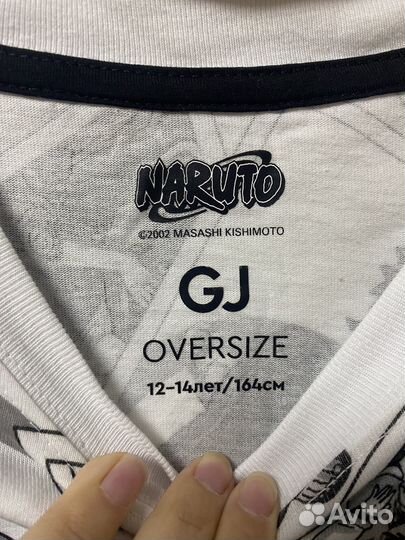 NARUTO
©2002 MASASHI KISHIMOTO
GJ
OVERSIZE
12-14лет/164см
Avito